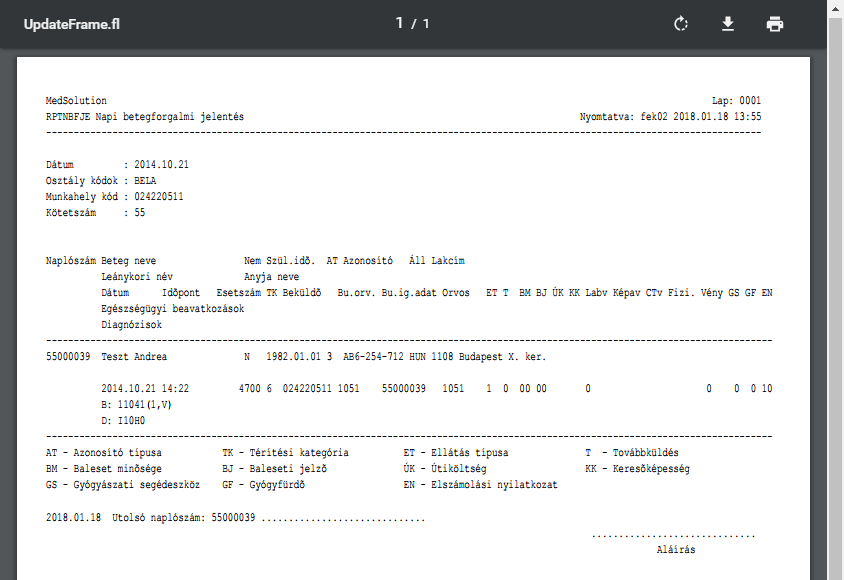 UpdateFrame.fl 1 / 1
MedSolution Lap: 0001
RPTNBFJE Napi betegforgalmi jelentés Nyomtatva: fek02 2018.01.18 13:55
Dátum : 2014.10.21
Osztály kódok : BELA
Munkahely kód : 024220511
Kötetszám : 55
Naplószám Beteg neve Nem Szül.idõ. AT Azonosító Áll Lakcím
Leánykori név Anyja neve
Dátum Idõpont Esetszám TK Beküldõ Bu.orv. Bu.ig.adat Orvos ET T BM BJ ÚK KK Labv Képav CTv Fizi. Vény GS GF EN
Egészségügyi beavatkozások
Diagnózisok
55000039 Teszt Andrea N 1982.01.01 3 AB6-254-712 HUN 1108 Budapest X. ker.
2014.10.21 14:22 4700 6 024220511 1051 55000039 1051 1 0 00 00 0 0 0 0 10
B: 11041(1,V)
D: I10H0
AT - Azonosító típusa TK - Térítési kategória ET - Ellátás típusa T - Továbbküldés
BM - Baleset minõsége BJ - Baleseti jelzõ ÚK - Útiköltség KK - Keresõképesség
GS - Gyógyászati segédeszköz GF - Gyógyfürdõ EN - Elszámolási nyilatkozat
2018.01.18 Utolsó naplószám: 55000039 ..............................
..............................
Aláírás